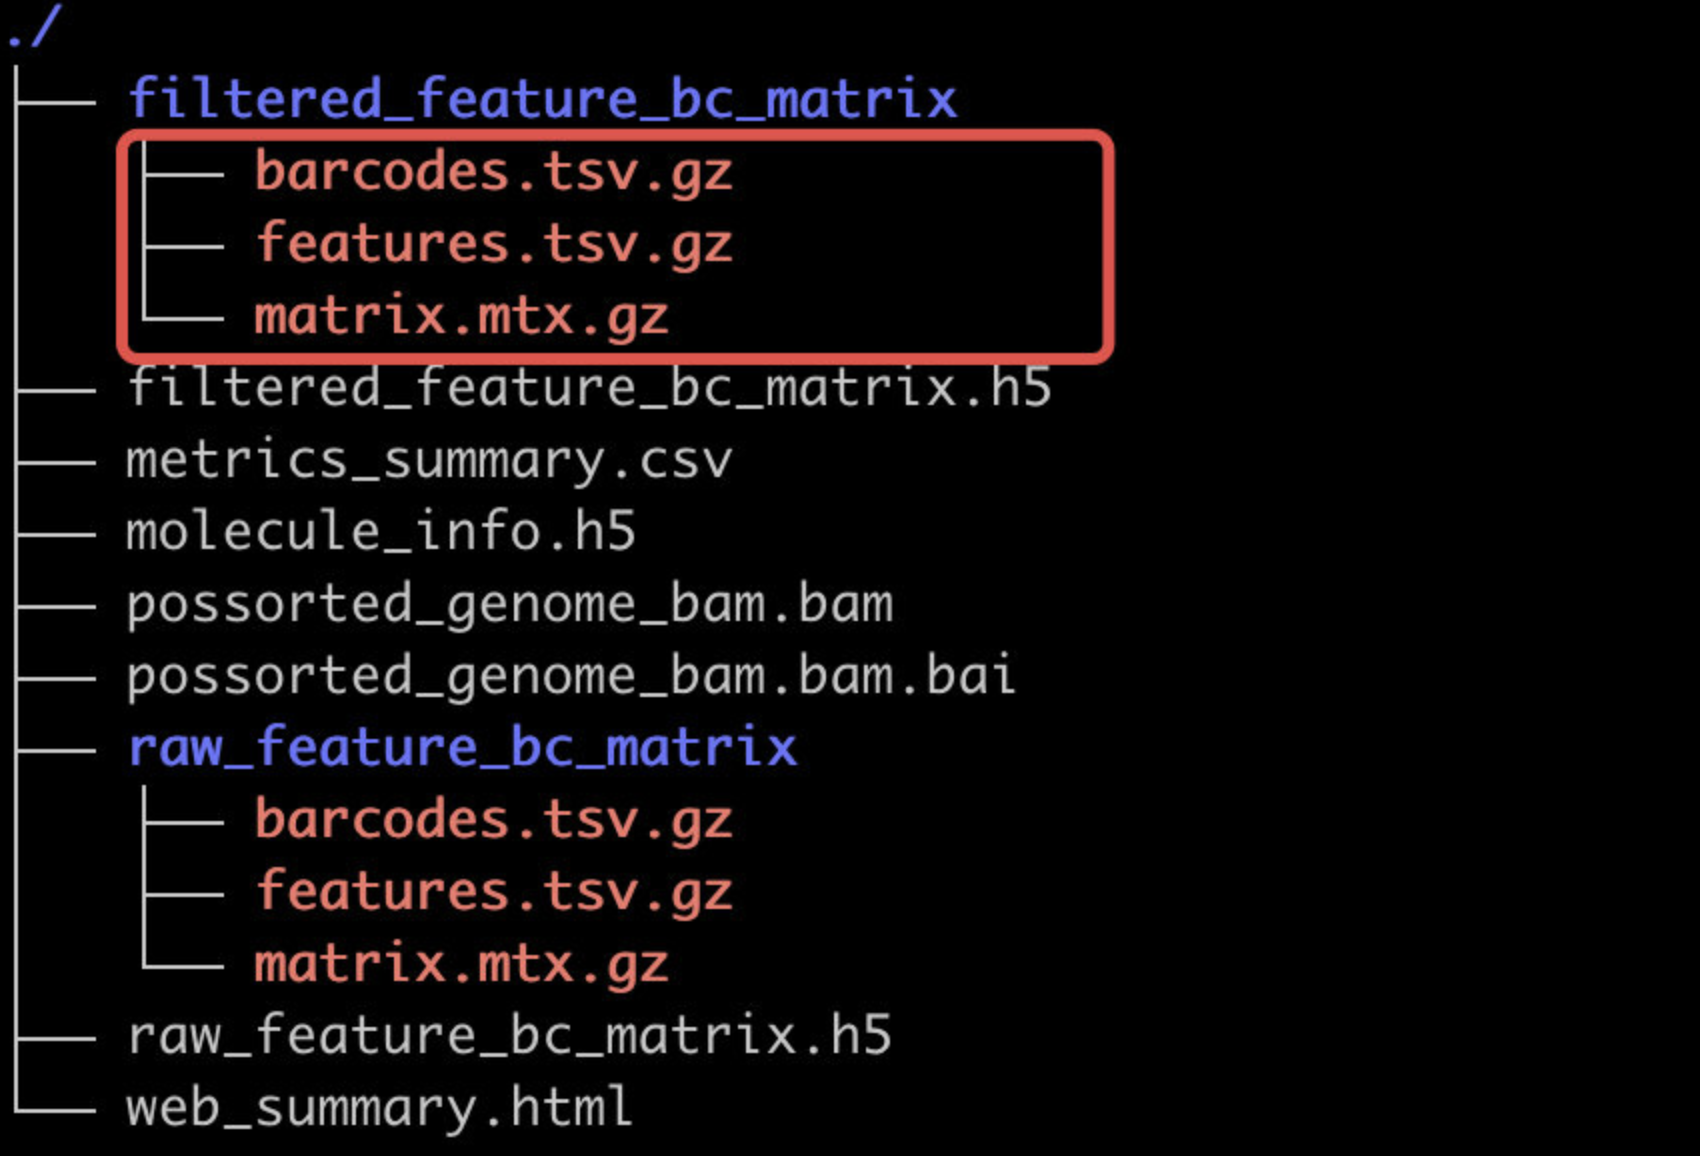 ./
├── filtered_feature_bc_matrix
│   ├── barcodes.tsv.gz
│   ├── features.tsv.gz
│   └── matrix.mtx.gz
├── filtered_feature_bc_matrix.h5
├── metrics_summary.csv
├── molecule_info.h5
├── possorted_genome_bam.bam
├── possorted_genome_bam.bam.bai
├── raw_feature_bc_matrix
│   ├── barcodes.tsv.gz
│   ├── features.tsv.gz
│   └── matrix.mtx.gz
├── raw_feature_bc_matrix.h5
└── web_summary.html